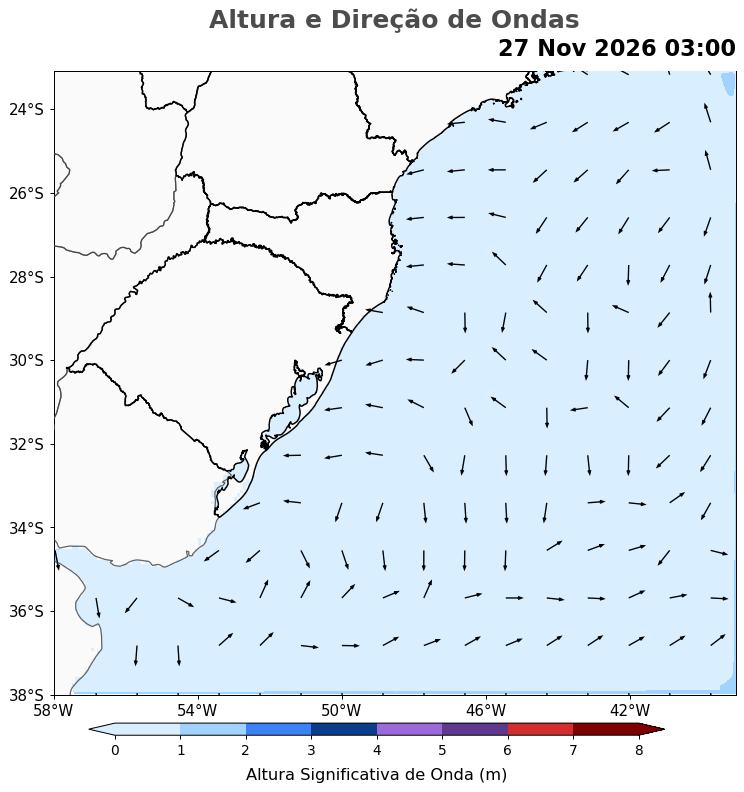 Altura e Direção de Ondas
27 Nov 2026 03:00
24°S
26°S
28°S
30°S
32°S
34°S
36°S
38°S
58°W 54°W 50°W 46°W 42°W
0 1 2 3 4 5 6 7 8
Altura Significativa de Onda (m)